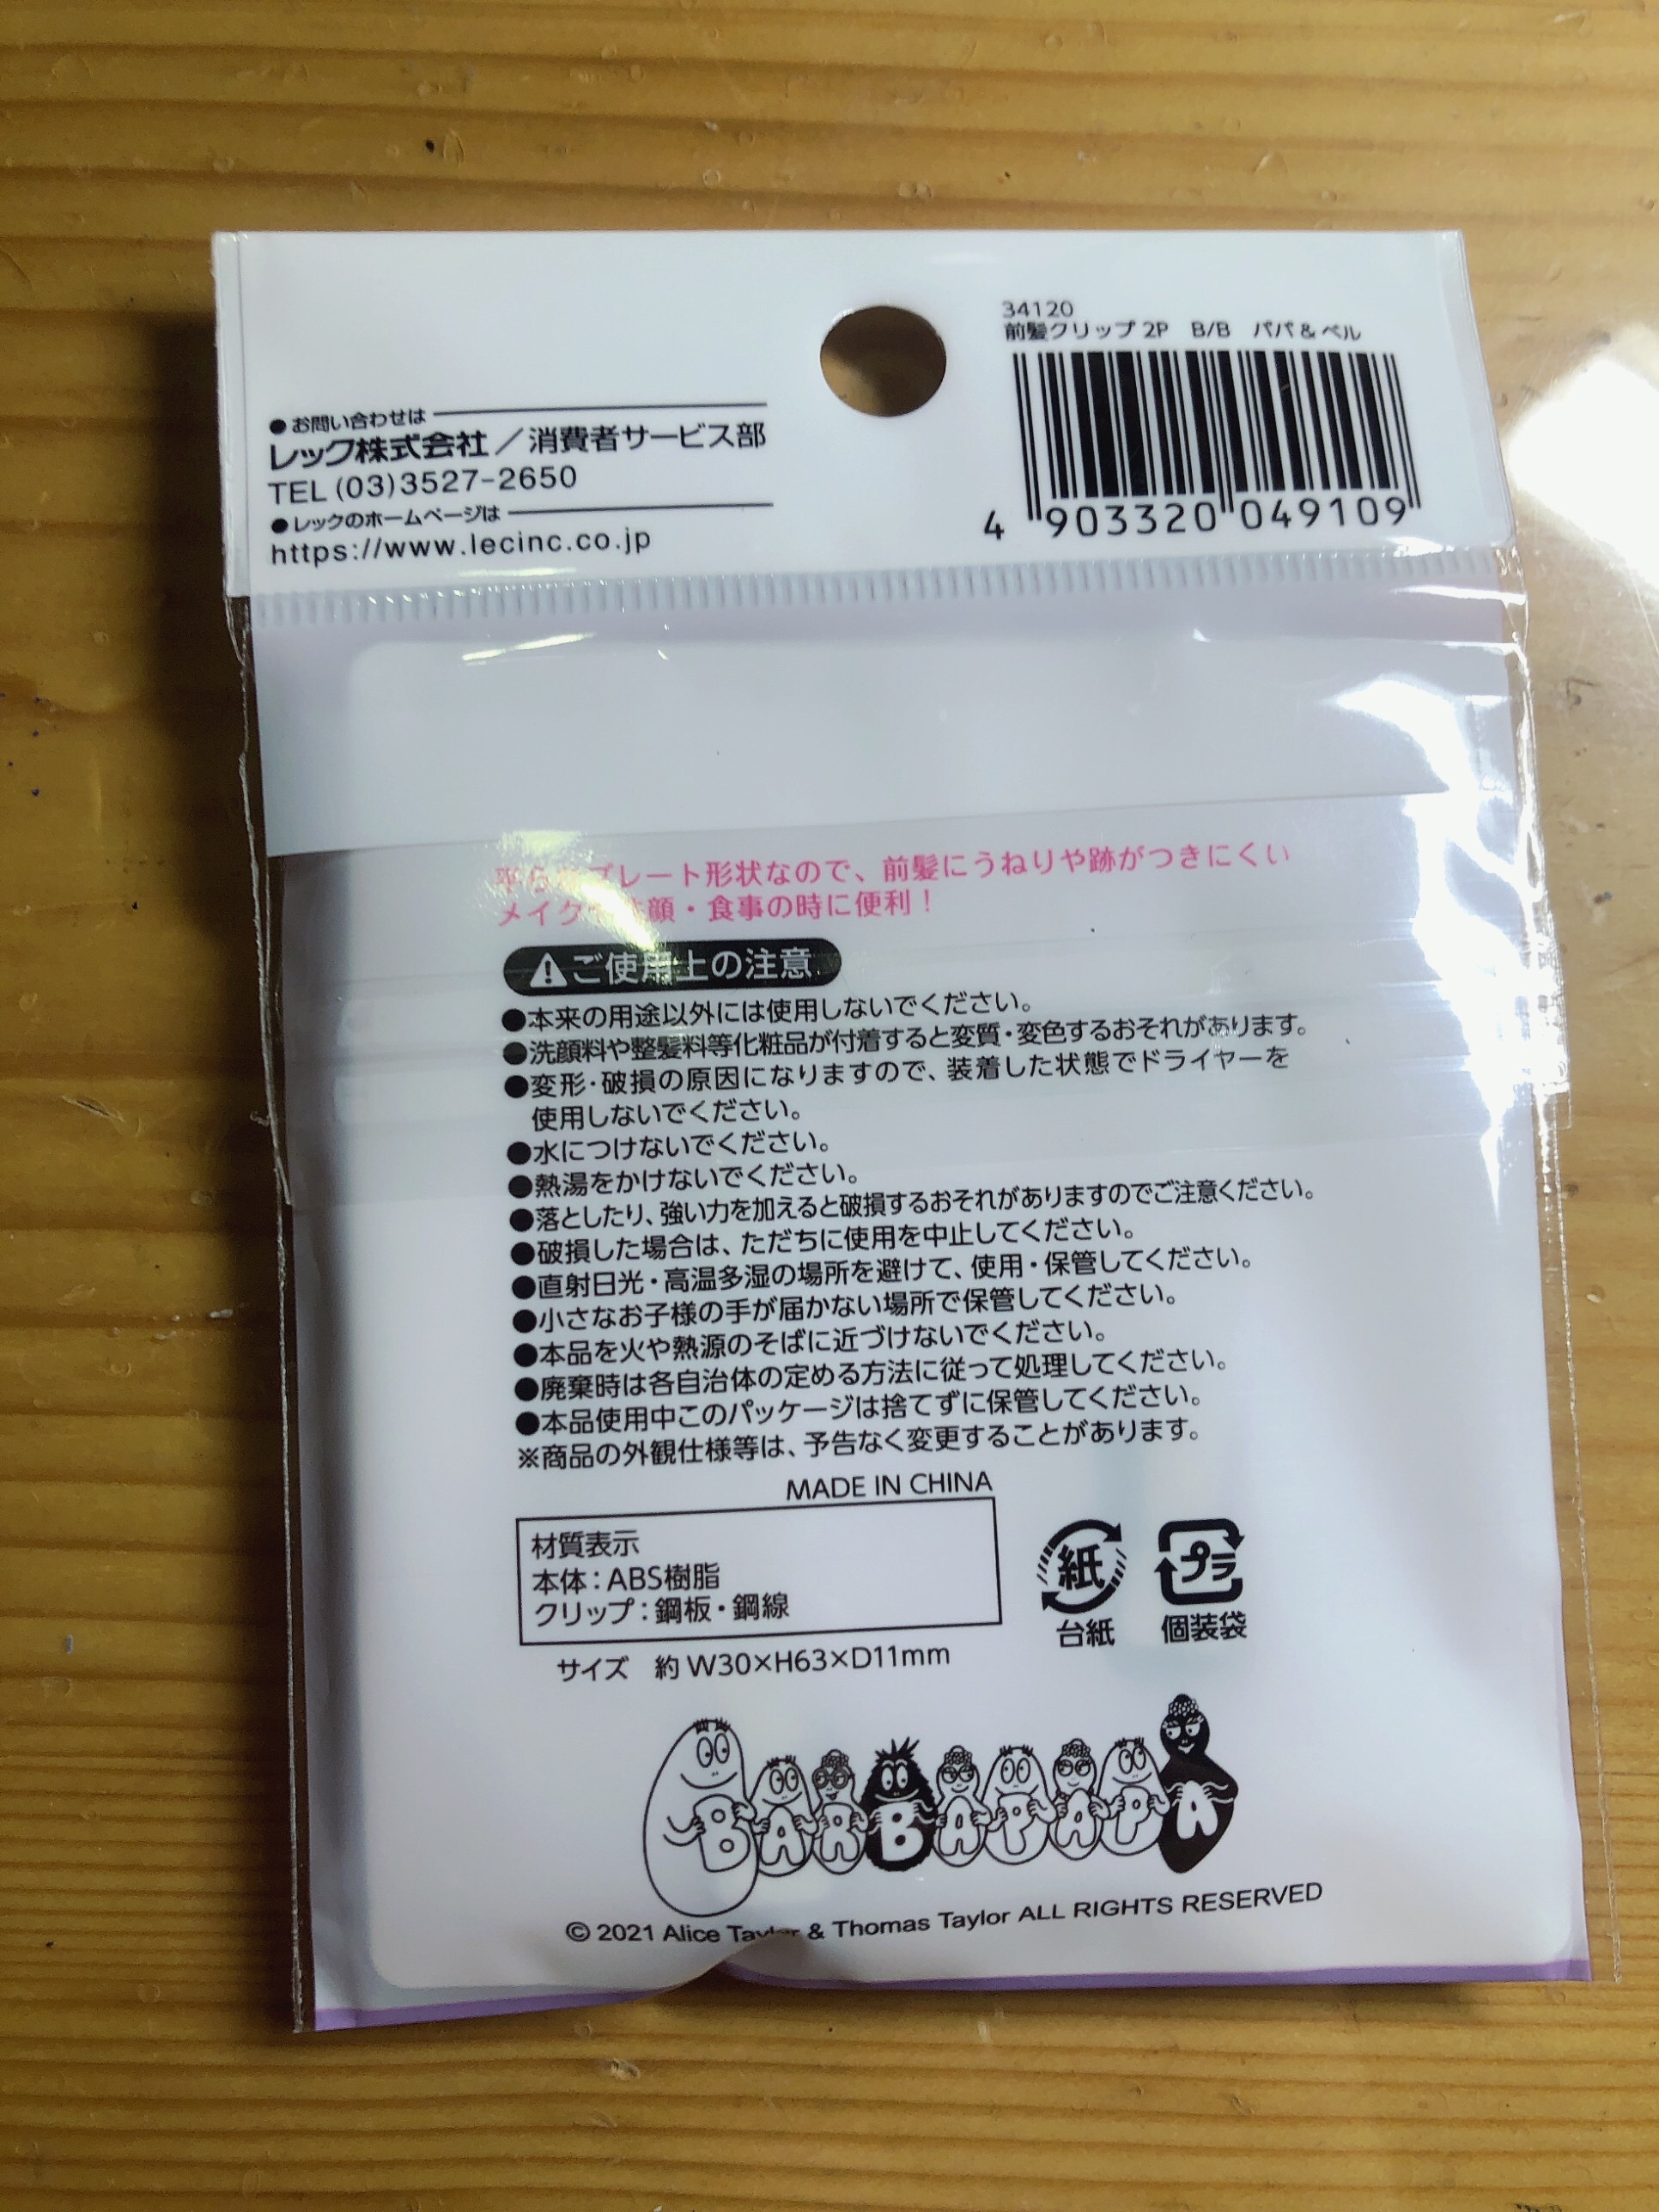 34120
前髪クリップ 2P B/B パパ&ベル
4 903320 049109
●お問い合わせは
レック株式会社/消費者サービス部
TEL (03)3527-2650
●レックのホームページは
https://www.lecinc.co.jp
プレート形状なので、前髪にうねりや跡がつきにくい
メイク 顔・食事の時に便利!
ご使用上の注意
●本来の用途以外には使用しないでください。
●洗顔料や整髪料等化粧品が付着すると変質・変色するおそれがあります。
●変形・破損の原因になりますので、装着した状態でドライヤーを
使用しないでください。
●水につけないでください。
●熱湯をかけないでください。
●落としたり、強い力を加えると破損するおそれがありますのでご注意ください。
●破損した場合は、ただちに使用を中止してください。
●直射日光・高温多湿の場所を避けて、使用・保管してください。
●小さなお子様の手が届かない場所で保管してください。
●本品を火や熱源のそばに近づけないでください。
●廃棄時は各自治体の定める方法に従って処理してください。
●本品使用中このパッケージは捨てずに保管してください。
※商品の外観仕様等は、予告なく変更することがあります。
MADE IN CHINA
材質表示
本体:ABS樹脂
クリップ:鋼板・鋼線
サイズ 約 W30×H63×D11mm
紙
台紙
プラ
個装袋
BARBAPAPA
© 2021 Alice Taylor & Thomas Taylor ALL RIGHTS RESERVED